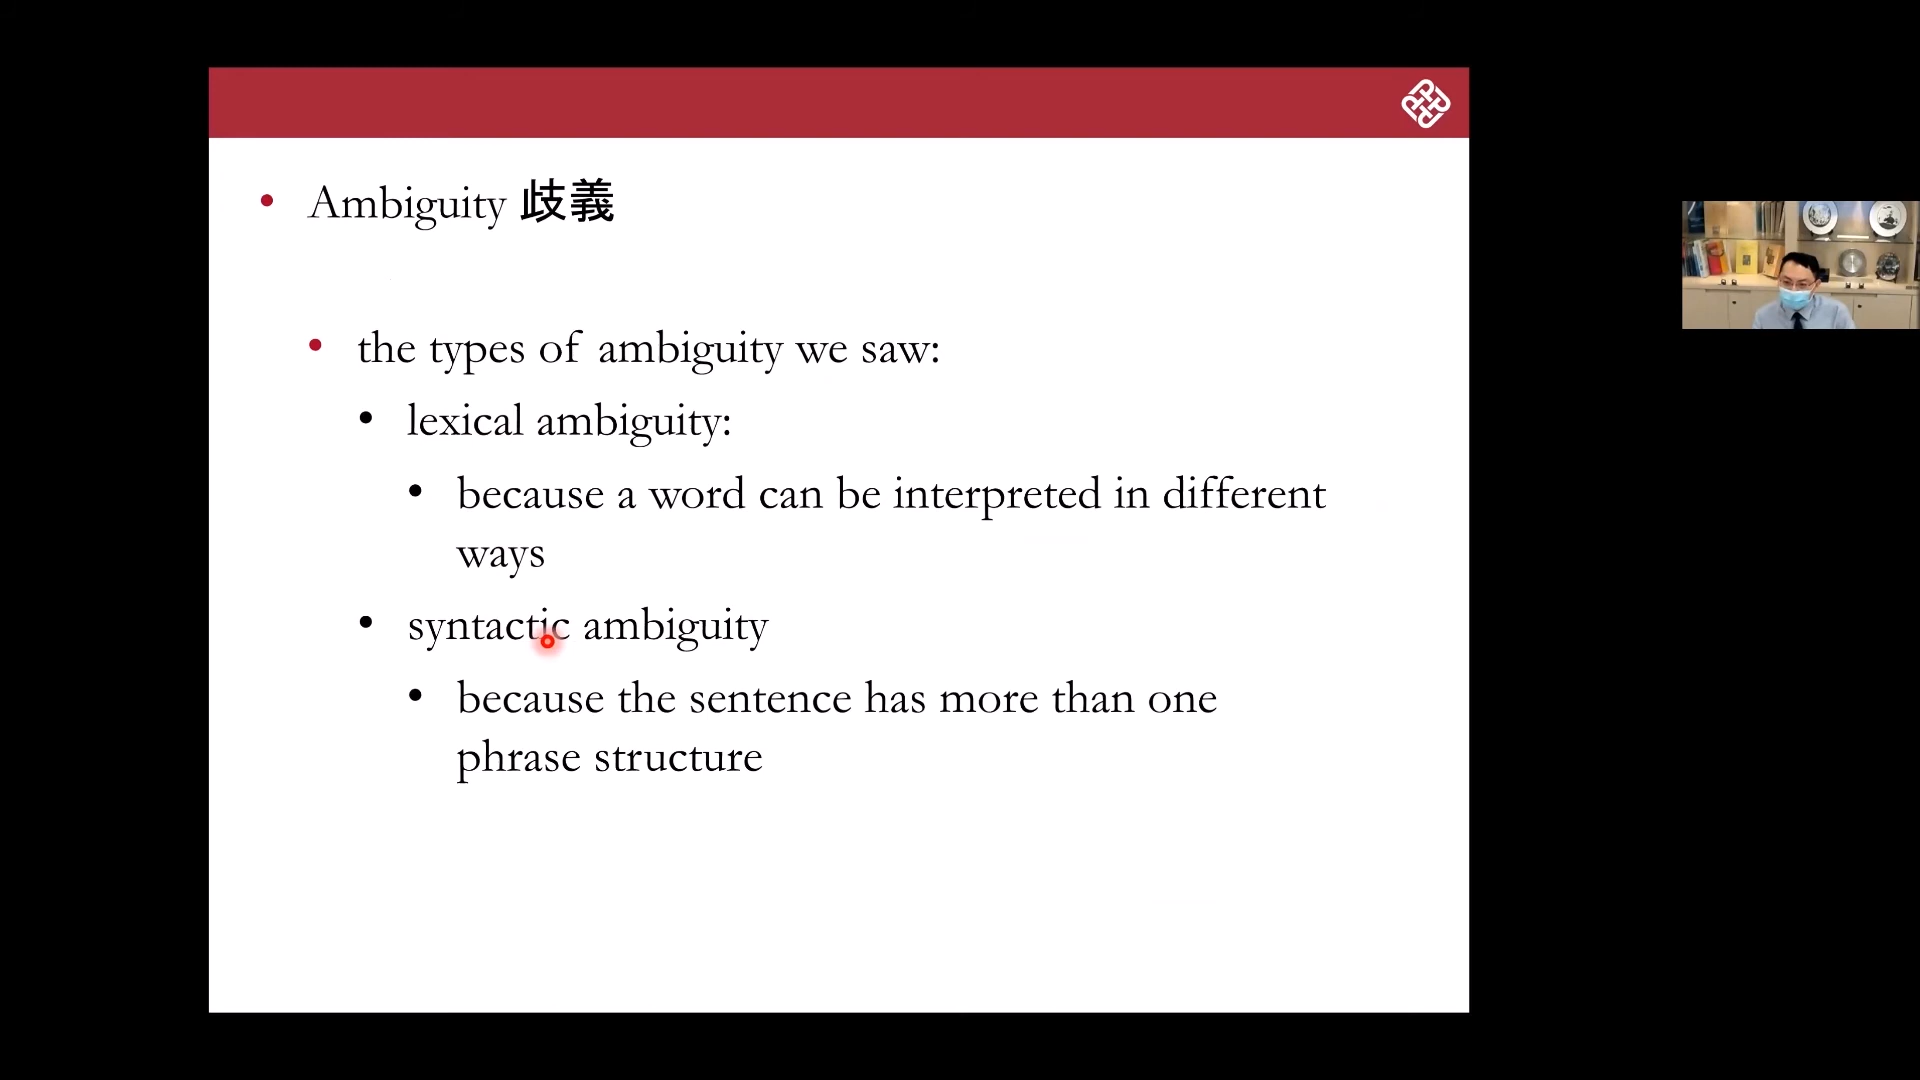 Ambiguity 歧義
the types of ambiguity we saw:
lexical ambiguity:
because a word can be interpreted in different
ways
syntactic ambiguity
because the sentence has more than one
phrase structure